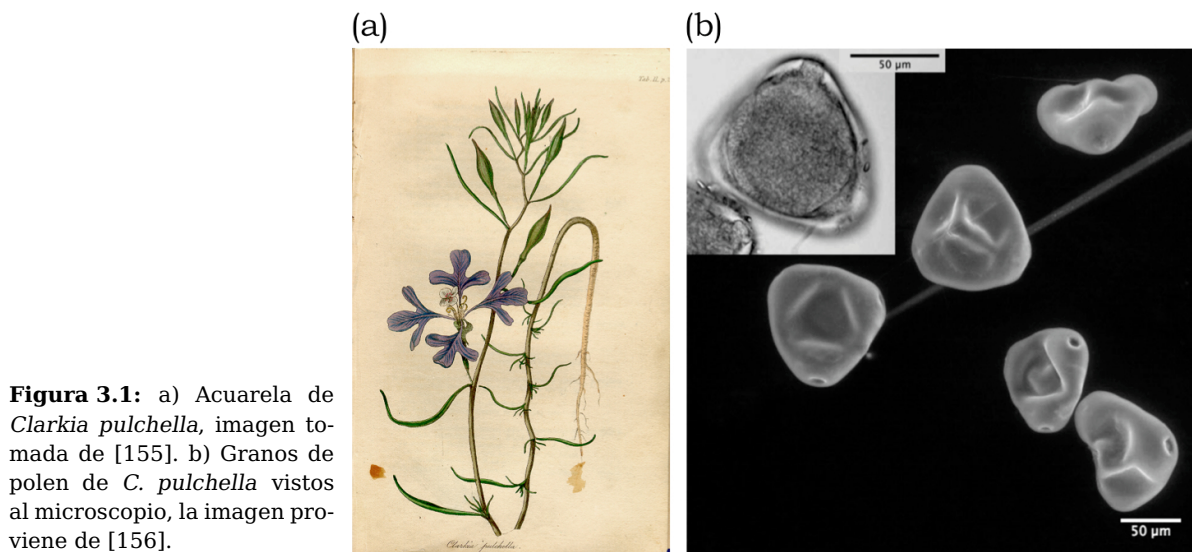 (a)
(b)
50 µm
Clarkia pulchella.
50 µm
Figura 3.1: a) Acuarela de
Clarkia pulchella, imagen to-
mada de [155]. b) Granos de
polen de C. pulchella vistos
al microscopio, la imagen pro-
viene de [156].